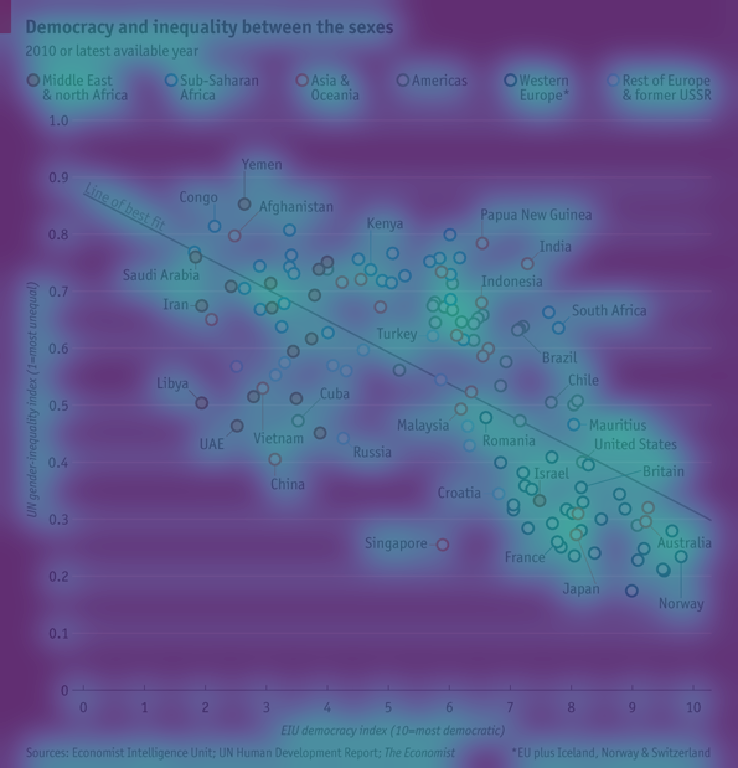 Democracy and inequality between the sexes
2010 or latest available year
Middle East & north Africa
Sub-Saharan Africa
Asia & Oceania
Americas
Western Europe*
Rest of Europe & former USSR
1.0
0.9
0.8
0.7
0.6
0.5
0.4
0.3
0.2
0.1
0
UN gender-inequality index (1=most unequal)
Line of best fit
Yemen
Congo
Afghanistan
Kenya
Papua New Guinea
India
Saudi Arabia
Indonesia
Iran
South Africa
Turkey
Brazil
Libya
Cuba
Chile
UAE
Vietnam
Russia
Malaysia
Romania
Mauritius
United States
China
Israel
Britain
Croatia
Singapore
France
Australia
Japan
Norway
0 1 2 3 4 5 6 7 8 9 10
EIU democracy index (10=most democratic)
Sources: Economist Intelligence Unit; UN Human Development Report; The Economist
*EU plus Iceland, Norway & Switzerland